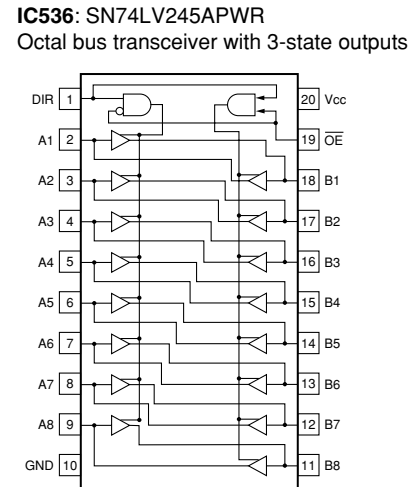 IC536: SN74LV245APWR
Octal bus transceiver with 3-state outputs
DIR 1 20 Vcc
19 OE
A1 2 18 B1
A2 3 17 B2
A3 4 16 B3
A4 5 15 B4
A5 6 14 B5
A6 7 13 B6
A7 8 12 B7
A8 9 11 B8
GND 10